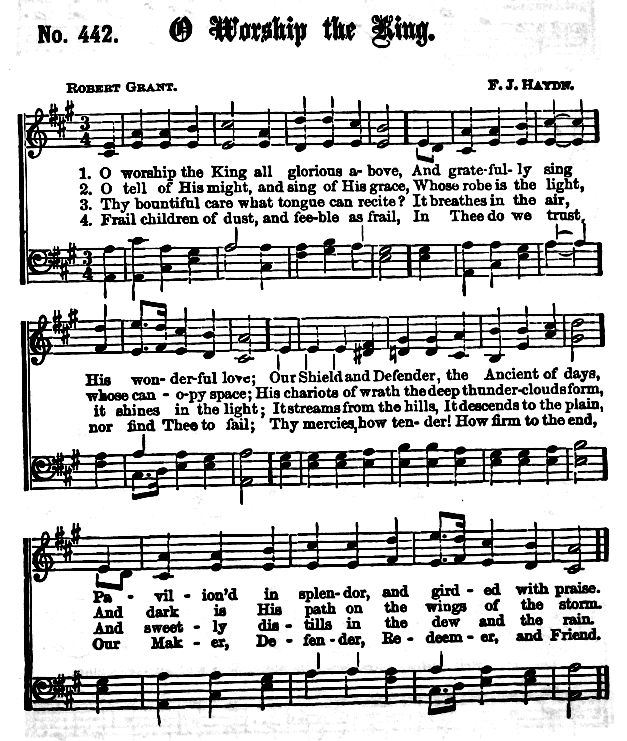 No. 442. O Worship the King.
ROBERT GRANT. F. J. HAYDN.
1. O worship the King all glorious a- bove, And grate-ful- ly sing
2. O tell of His might, and sing of His grace, Whose robe is the light,
3. Thy bountiful care what tongue can recite? It breathes in the air,
4. Frail children of dust, and fee-ble as frail, In Thee do we trust,
His won- der-ful love; Our Shield and Defender, the Ancient of days,
whose can - o-py space; His chariots of wrath the deep thunder-clouds form,
it shines in the light; It streams from the hills, It descends to the plain,
nor find Thee to fail; Thy mercies, how ten- der! How firm to the end,
Pa - vil - ion'd in splen-dor, and gird - ed with praise.
And dark is His path on the wings of the storm.
And sweet - ly dis - tills in the dew and the rain.
Our Mak - er, De - fen - der, Re - deem - er, and Friend.